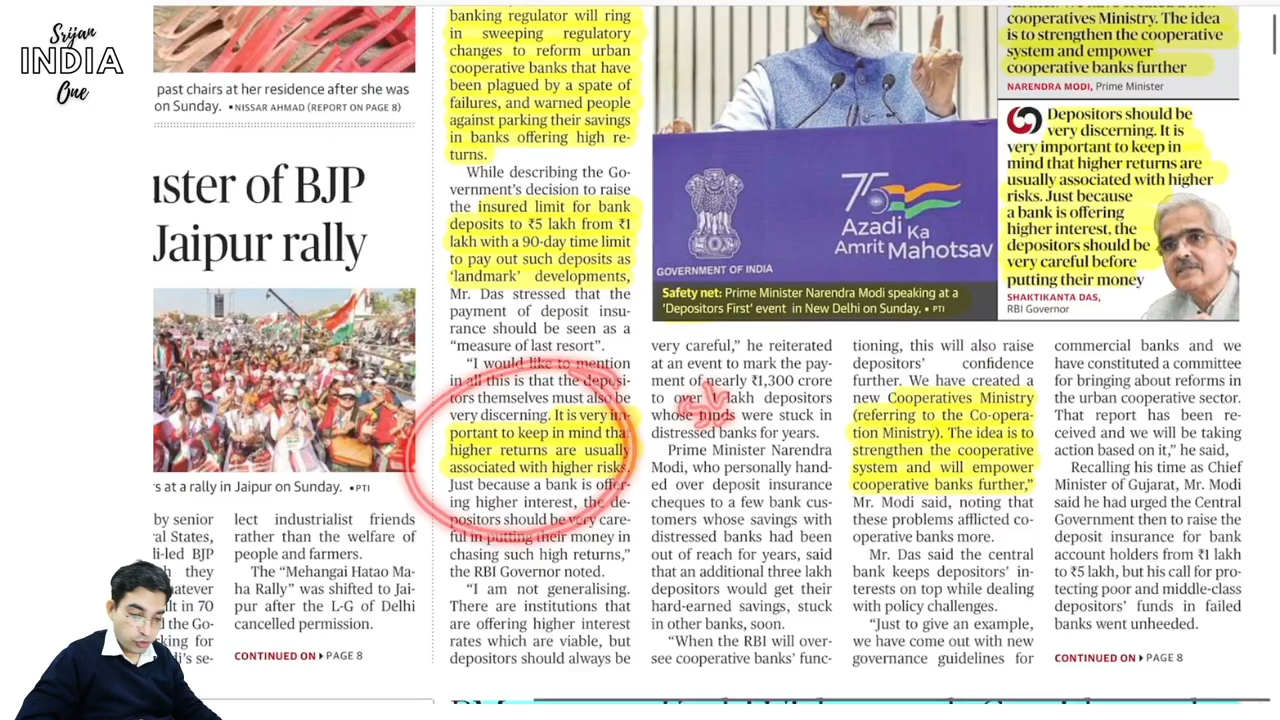 Srijan
INDIA
One
past chairs at her residence after she was
on Sunday. ▪ NISSAR AHMAD (REPORT ON PAGE 8)
uster of BJP
Jaipur rally
rs at a rally in Jaipur on Sunday. ▪ PTI
by senior
ral States,
di-led BJP
they
hatever
ult in 70
d the Go-
king for
di's se-
lect industrialist friends
rather than the welfare of
people and farmers.
The "Mehangai Hatao Ma-
ha Rally" was shifted to Jai-
pur after the L-G of Delhi
cancelled permission.
CONTINUED ON ▸ PAGE 8
banking regulator will ring
in sweeping regulatory
changes to reform urban
cooperative banks that have
been plagued by a spate of
failures, and warned people
against parking their savings
in banks offering high re-
turns.
While describing the Go-
vernment's decision to raise
the insured limit for bank
deposits to ₹5 lakh from ₹1
lakh with a 90-day time limit
to pay out such deposits as
'landmark' developments,
Mr. Das stressed that the
payment of deposit insu-
rance should be seen as a
"measure of last resort".
"I would like to mention
in all this is that the deposi-
tors themselves must also be
very discerning. It is very im-
portant to keep in mind that
higher returns are usually
associated with higher risks.
Just because a bank is offer-
ing higher interest, the de-
positors should be very care-
ful in putting their money in
chasing such high returns,"
the RBI Governor noted.
"I am not generalising.
There are institutions that
are offering higher interest
rates which are viable, but
depositors should always be
75
Azadi Ka
Amrit Mahotsav
GOVERNMENT OF INDIA
Safety net: Prime Minister Narendra Modi speaking at a
'Depositors First' event in New Delhi on Sunday. ▪ PTI
very careful," he reiterated
at an event to mark the pay-
ment of nearly ₹1,300 crore
to over 1 lakh depositors
whose funds were stuck in
distressed banks for years.
Prime Minister Narendra
Modi, who personally hand-
ed over deposit insurance
cheques to a few bank cus-
tomers whose savings with
distressed banks had been
out of reach for years, said
that an additional three lakh
depositors would get their
hard-earned savings, stuck
in other banks, soon.
"When the RBI will over-
see cooperative banks' func-
tioning, this will also raise
depositors' confidence
further. We have created a
new Cooperatives Ministry
(referring to the Co-opera-
tion Ministry). The idea is to
strengthen the cooperative
system and will empower
cooperative banks further,"
Mr. Modi said, noting that
these problems afflicted co-
operative banks more.
Mr. Das said the central
bank keeps depositors' in-
terests on top while dealing
with policy challenges.
"Just to give an example,
we have come out with new
governance guidelines for
cooperatives Ministry. The idea
is to strengthen the cooperative
system and empower
cooperative banks further
NARENDRA MODI, Prime Minister
Depositors should be
very discerning. It is
very important to keep in
mind that higher returns are
usually associated with higher
risks. Just because
a bank is offering
higher interest, the
depositors should be
very careful before
putting their money
SHAKTIKANTA DAS,
RBI Governor
commercial banks and we
have constituted a committee
for bringing about reforms in
the urban cooperative sector.
That report has been re-
ceived and we will be taking
action based on it," he said,
Recalling his time as Chief
Minister of Gujarat, Mr. Modi
said he had urged the Central
Government then to raise the
deposit insurance for bank
account holders from ₹1 lakh
to ₹5 lakh, but his call for pro-
tecting poor and middle-class
depositors' funds in failed
banks went unheeded.
CONTINUED ON ▸ PAGE 8